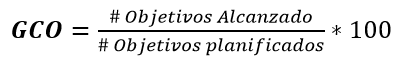 GCO = # Objetivos Alcanzado / # Objetivos planificados * 100